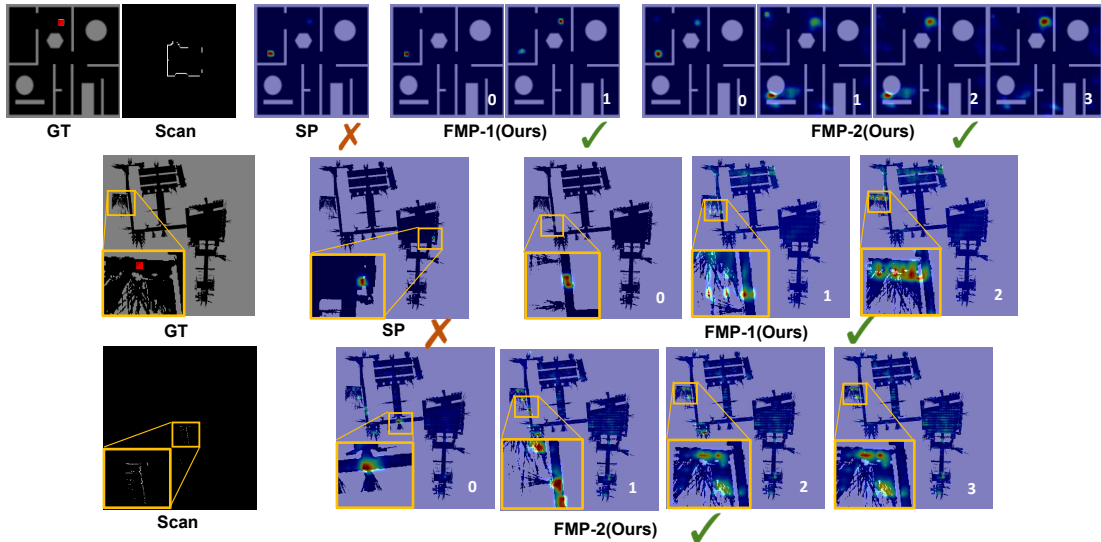 0 1 0 1 2 3
GT Scan SP FMP-1(Ours) FMP-2(Ours)
0 1 2
GT SP FMP-1(Ours)
0 1 2 3
Scan FMP-2(Ours)